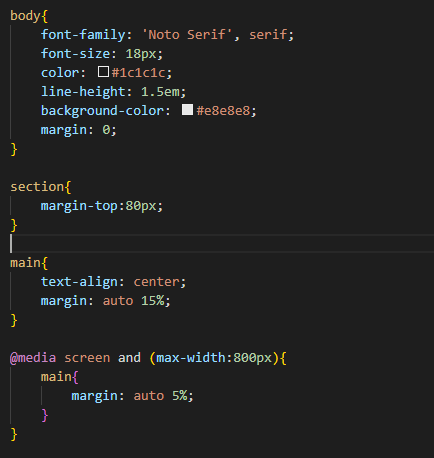 body{
font-family: 'Noto Serif', serif;
font-size: 18px;
color: #1c1c1c;
line-height: 1.5em;
background-color: #e8e8e8;
margin: 0;
}
section{
margin-top:80px;
}
main{
text-align: center;
margin: auto 15%;
}
@media screen and (max-width:800px){
main{
margin: auto 5%;
}
}